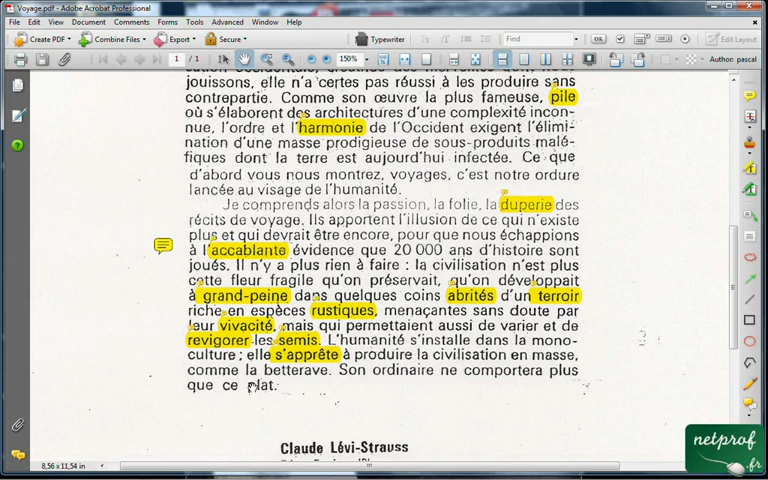 Voyage.pdf - Adobe Acrobat Professional
File Edit View Document Comments Forms Tools Advanced Window Help
Create PDF Combine Files Export Secure Typewriter Find OK Edit Layout
1 / 1 150% Author: pascal
jouissons, elle n'a certes pas réussi à les produire sans
contrepartie. Comme son œuvre la plus fameuse, pile
où s'élaborent des architectures d'une complexité incon-
nue, l'ordre et l'harmonie de l'Occident exigent l'élimi-
nation d'une masse prodigieuse de sous-produits malé-
fiques dont la terre est aujourd'hui infectée. Ce que
d'abord vous nous montrez, voyages, c'est notre ordure
lancée au visage de l'humanité.
Je comprends alors la passion, la folie, la duperie des
récits de voyage. Ils apportent l'illusion de ce qui n'existe
plus et qui devrait être encore, pour que nous échappions
à l'accablante évidence que 20 000 ans d'histoire sont
joués. Il n'y a plus rien à faire : la civilisation n'est plus
cette fleur fragile qu'on préservait, qu'on développait
à grand-peine dans quelques coins abrités d'un terroir
riche en espèces rustiques, menaçantes sans doute par
leur vivacité, mais qui permettaient aussi de varier et de
revigorer les semis. L'humanité s'installe dans la mono-
culture ; elle s'apprête à produire la civilisation en masse,
comme la betterave. Son ordinaire ne comportera plus
que ce plat.
Claude Lévi-Strauss
8,56 x 11,54 in
netprof
.fr